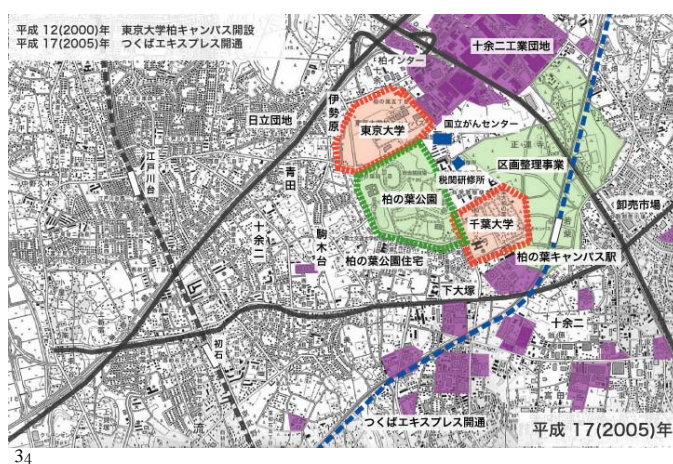 平成 12(2000)年　東京大学柏キャンパス開設
平成 17(2005)年　つくばエキスプレス開通
十余二工業団地
柏インター
伊勢原
日立団地
東京大学
国立がんセンター
正連寺
区画整理事業
江戸川台
青田
税関研修所
柏の葉公園
千葉大学
卸売市場
十余二
駒木台
柏の葉公園住宅
柏の葉キャンパス駅
下大塚
十余二
初石
つくばエキスプレス開通
平成 17(2005)年
34